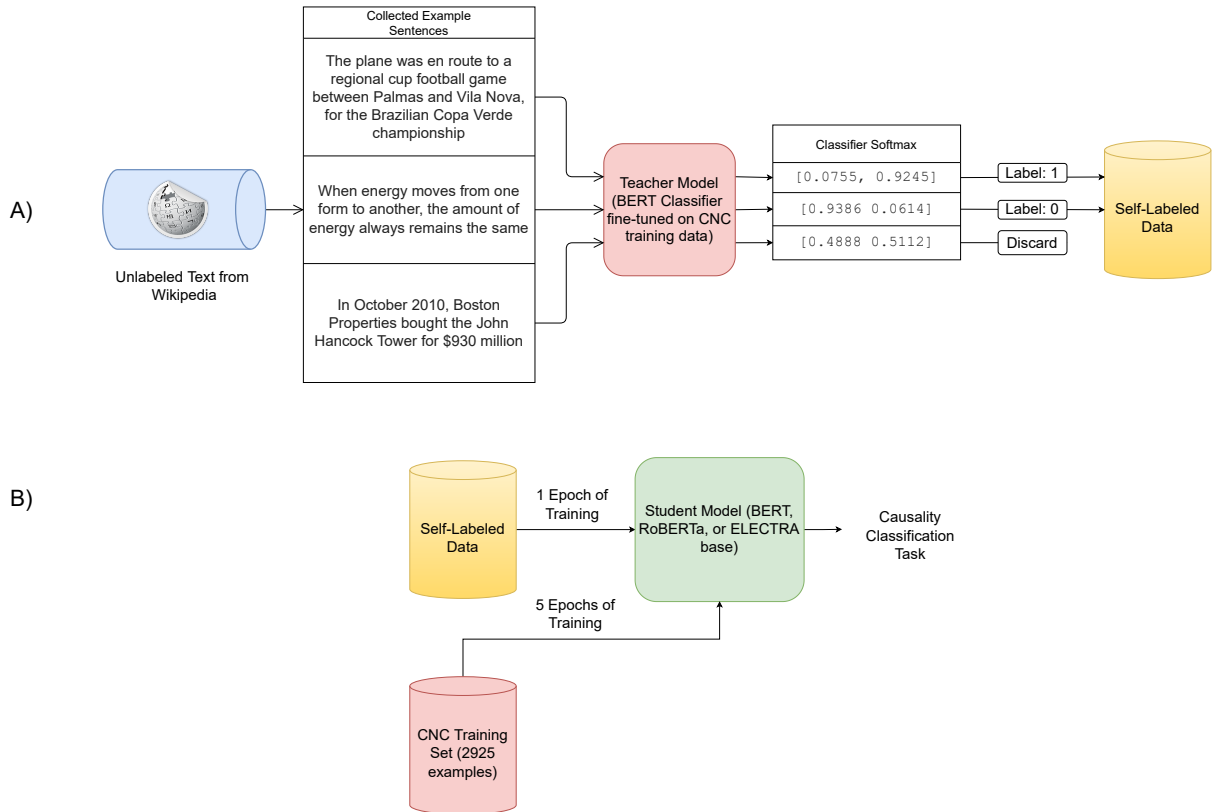 A)
Unlabeled Text from
Wikipedia
Collected Example
Sentences
The plane was en route to a
regional cup football game
between Palmas and Vila Nova,
for the Brazilian Copa Verde
championship
When energy moves from one
form to another, the amount of
energy always remains the same
In October 2010, Boston
Properties bought the John
Hancock Tower for $930 million
Teacher Model
(BERT Classifier
fine-tuned on CNC
training data)
Classifier Softmax
[0.0755, 0.9245]
[0.9386 0.0614]
[0.4888 0.5112]
Label: 1
Label: 0
Discard
Self-Labeled
Data
B)
Self-Labeled
Data
1 Epoch of
Training
Student Model (BERT,
RoBERTa, or ELECTRA
base)
Causality
Classification
Task
5 Epochs of
Training
CNC Training
Set (2925
examples)